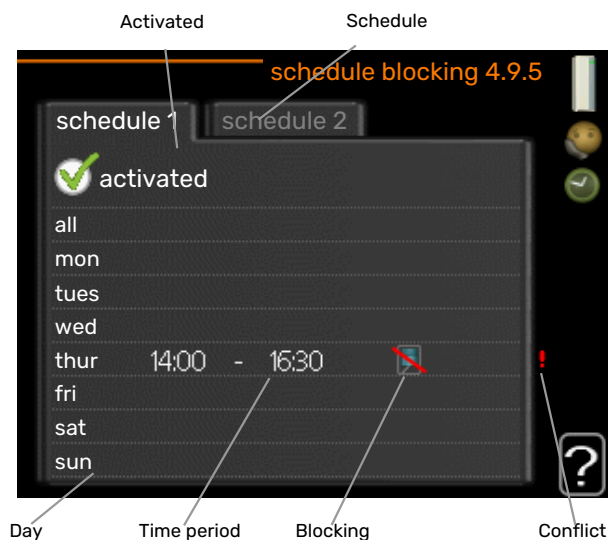 Activated Schedule
schedule blocking 4.9.5
schedule 1 schedule 2
activated
all
mon
tues
wed
thur 14:00 - 16:30 !
fri
sat
sun
?
Day Time period Blocking Conflict